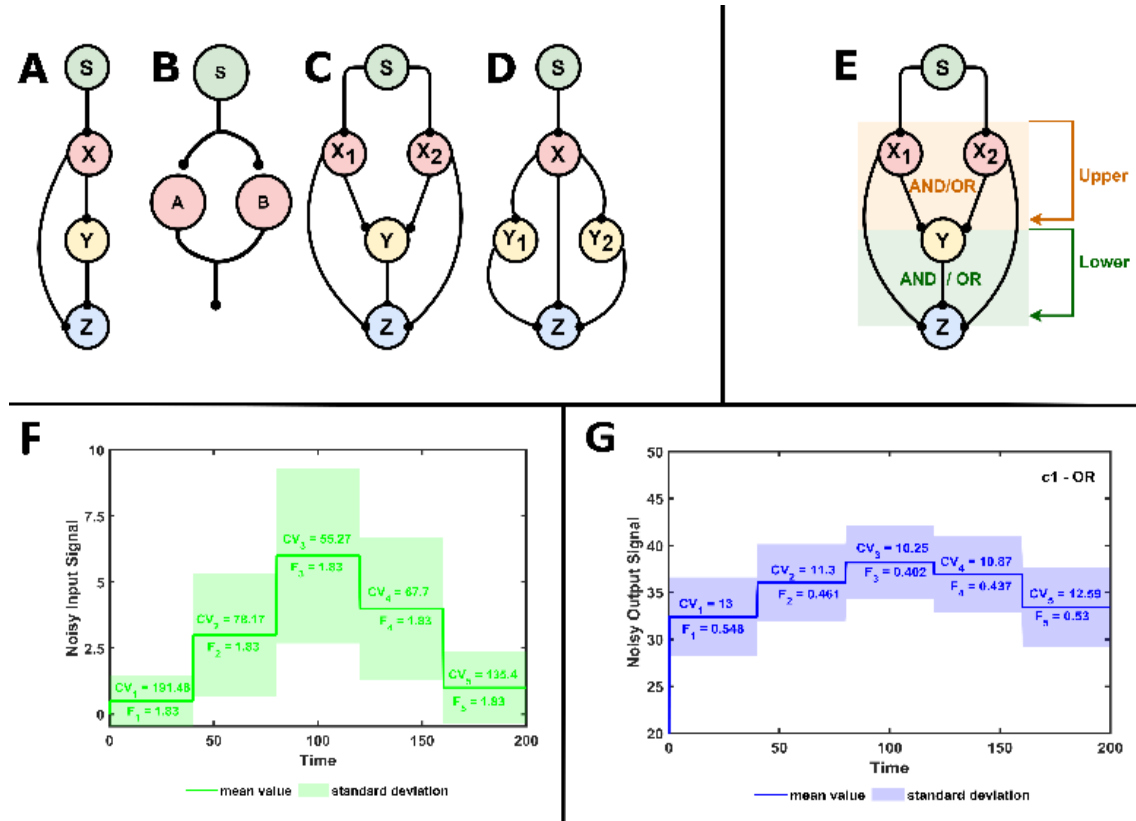 A
S
X
Y
Z
B
S
A
B
C
S
X1
X2
Y
Z
D
S
X
Y1
Y2
Z
E
S
X1
X2
AND/OR
Y
AND / OR
Z
Upper
Lower
F
Noisy Input Signal
10
7.5
5
2.5
0
CV1 = 191.48
F1 = 1.83
CV2 = 78.17
F2 = 1.83
CV3 = 55.27
F3 = 1.83
CV4 = 67.7
F4 = 1.83
CV5 = 135.4
F5 = 1.83
0
50
100
150
200
Time
mean value
standard deviation
G
c1 - OR
Noisy Output Signal
50
45
40
35
30
25
20
CV1 = 13
F1 = 0.548
CV2 = 11.3
F2 = 0.461
CV3 = 10.25
F3 = 0.402
CV4 = 10.87
F4 = 0.437
CV5 = 12.59
F5 = 0.53
0
50
100
150
200
Time
mean value
standard deviation